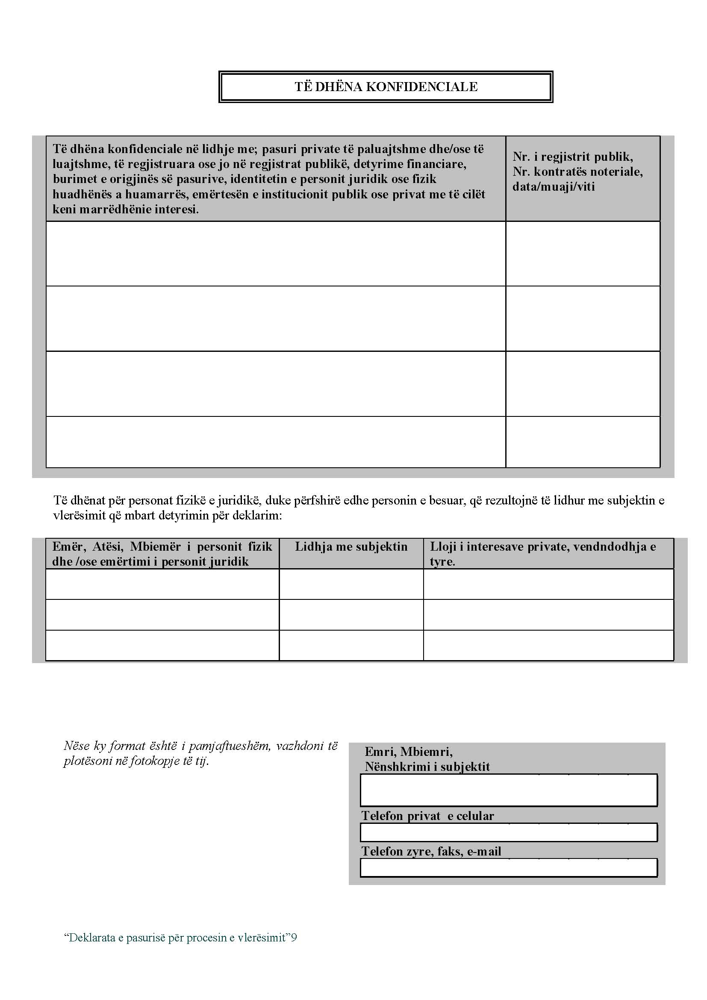 TË DHËNA KONFIDENCIALE
Të dhëna konfidenciale në lidhje me; pasuri private të paluajtshme dhe/ose të
luajtshme, të regjistruara ose jo në regjistrat publikë, detyrime financiare,
burimet e origjinës së pasurive, identitetin e personit juridik ose fizik
huadhënës a huamarrës, emërtesën e institucionit publik ose privat me të cilët
keni marrëdhënie interesi.
Nr. i regjistrit publik,
Nr. kontratës noteriale,
data/muaji/viti
Të dhënat për personat fizikë e juridikë, duke përfshirë edhe personin e besuar, që rezultojnë të lidhur me subjektin e
vlerësimit që mbart detyrimin për deklarim:
Emër, Atësi, Mbiemër i personit fizik
dhe /ose emërtimi i personit juridik
Lidhja me subjektin
Lloji i interesave private, vendndodhja e
tyre.
Nëse ky format është i pamjaftueshëm, vazhdoni të
plotësoni në fotokopje të tij.
Emri, Mbiemri,
Nënshkrimi i subjektit
Telefon privat  e celular
Telefon zyre, faks, e-mail
“Deklarata e pasurisë për procesin e vlerësimit”9